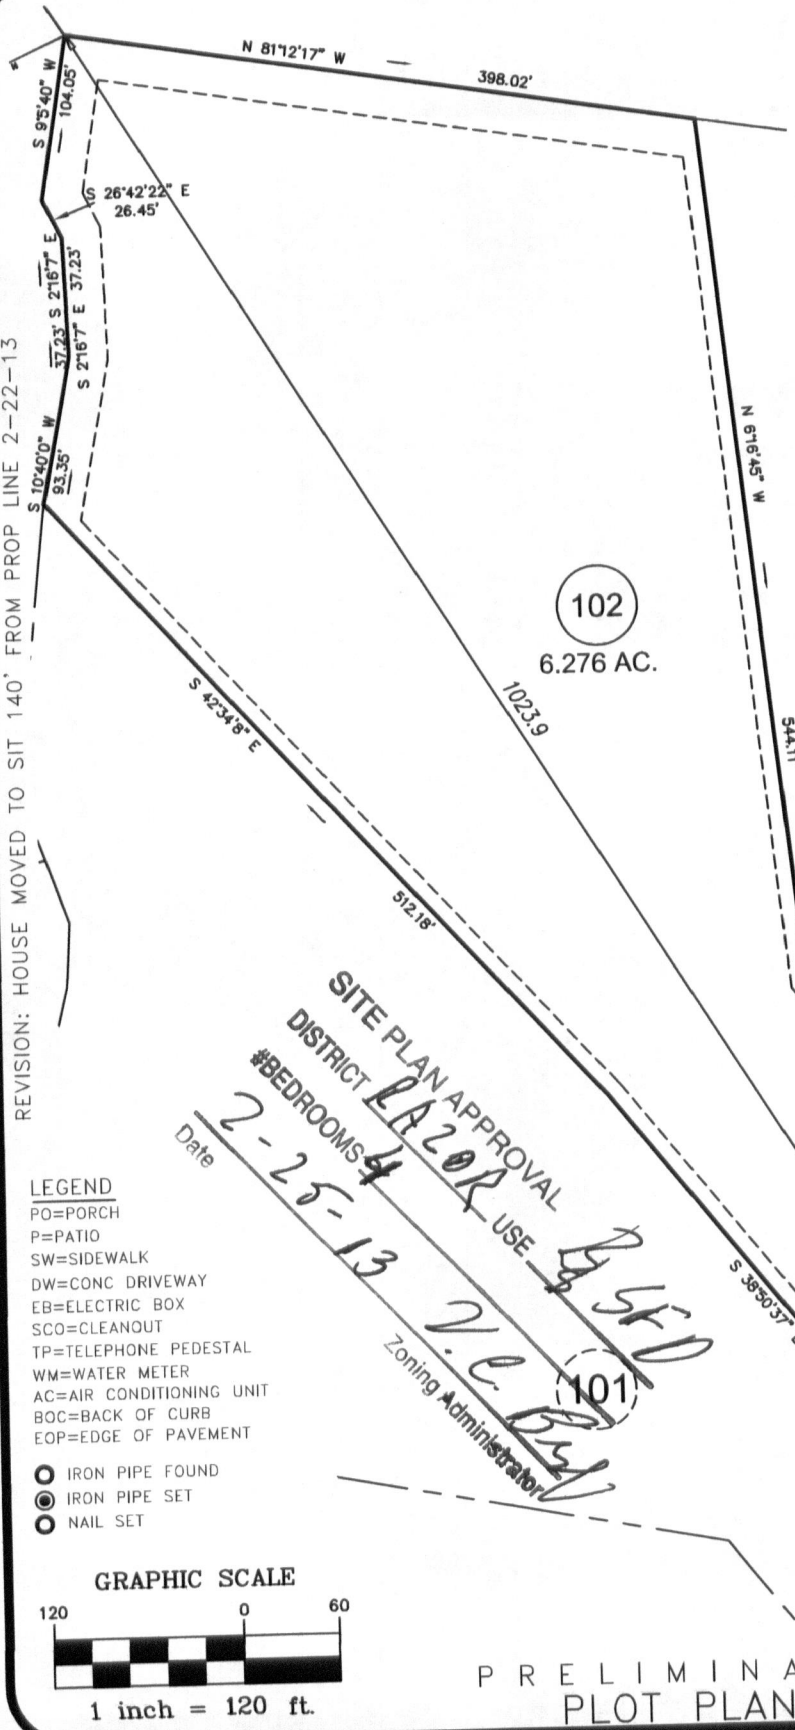 N 81°12'17" W
398.02'
S 9°5'40" W
104.05'
S 26°42'22" E
26.45'
37.23' S 2°16'7" E
S 2°16'7" E 37.23'
S 10°40'0" W
93.35'
REVISION: HOUSE MOVED TO SIT 140' FROM PROP LINE 2-22-13
N 6°16'45" W
544.11
102
6.276 AC.
1023.9
S 42°34'8" E
512.18'
SITE PLAN APPROVAL
DISTRICT RA20R USE SFD
#BEDROOMS 4
2-25-13
Date
Zoning Administrator
S 38°50'37"
101
LEGEND
PO=PORCH
P=PATIO
SW=SIDEWALK
DW=CONC DRIVEWAY
EB=ELECTRIC BOX
SCO=CLEANOUT
TP=TELEPHONE PEDESTAL
WM=WATER METER
AC=AIR CONDITIONING UNIT
BOC=BACK OF CURB
EOP=EDGE OF PAVEMENT
IRON PIPE FOUND
IRON PIPE SET
NAIL SET
GRAPHIC SCALE
120 0 60
1 inch = 120 ft.
PRELIMINA
PLOT PLAN